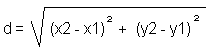 d = √(x2 - x1)² + (y2 - y1)²